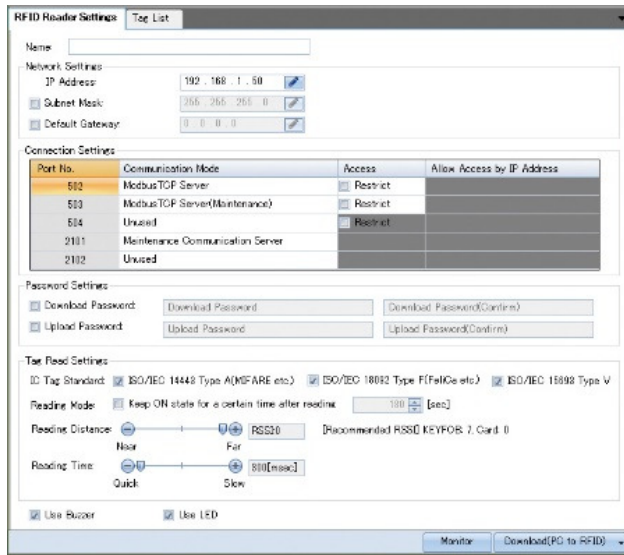 RFID Reader Settings Tag List
Name:
Network Settings
IP Address: 192 . 168 . 1 . 50
Subnet Mask: 255 . 255 . 255 . 0
Default Gateway: 0 . 0 . 0 . 0
Connection Settings
Port No. Communication Mode Access Allow Access by IP Address
502 ModbusTCP Server Restrict
503 ModbusTCP Server(Maintenance) Restrict
504 Unused Restrict
2101 Maintenance Communication Server
2102 Unused
Password Settings
Download Password: Download Password Download Password(Confirm)
Upload Password: Upload Password Upload Password(Confirm)
Tag Read Settings
IC Tag Standard: ISO/IEC 14443 Type A(MIFARE etc.) ISO/IEC 18092 Type F(FeliCa etc.) ISO/IEC 15693 Type V
Reading Mode: Keep ON state for a certain time after reading: 180 [sec]
Reading Distance: RSSI:0 [Recommended RSSI] KEYFOB: 7, Card: 0
Near Far
Reading Time: 800[msec]
Quick Slow
Use Buzzer Use LED
Monitor Download(PC to RFID)